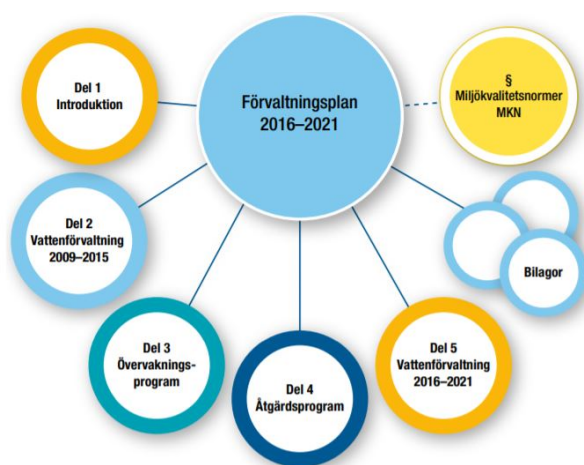 Förvaltningsplan
2016–2021
Del 1
Introduktion
Del 2
Vattenförvaltning
2009–2015
Del 3
Övervaknings-
program
Del 4
Åtgärdsprogram
Del 5
Vattenförvaltning
2016–2021
Bilagor
§
Miljökvalitetsnormer
MKN